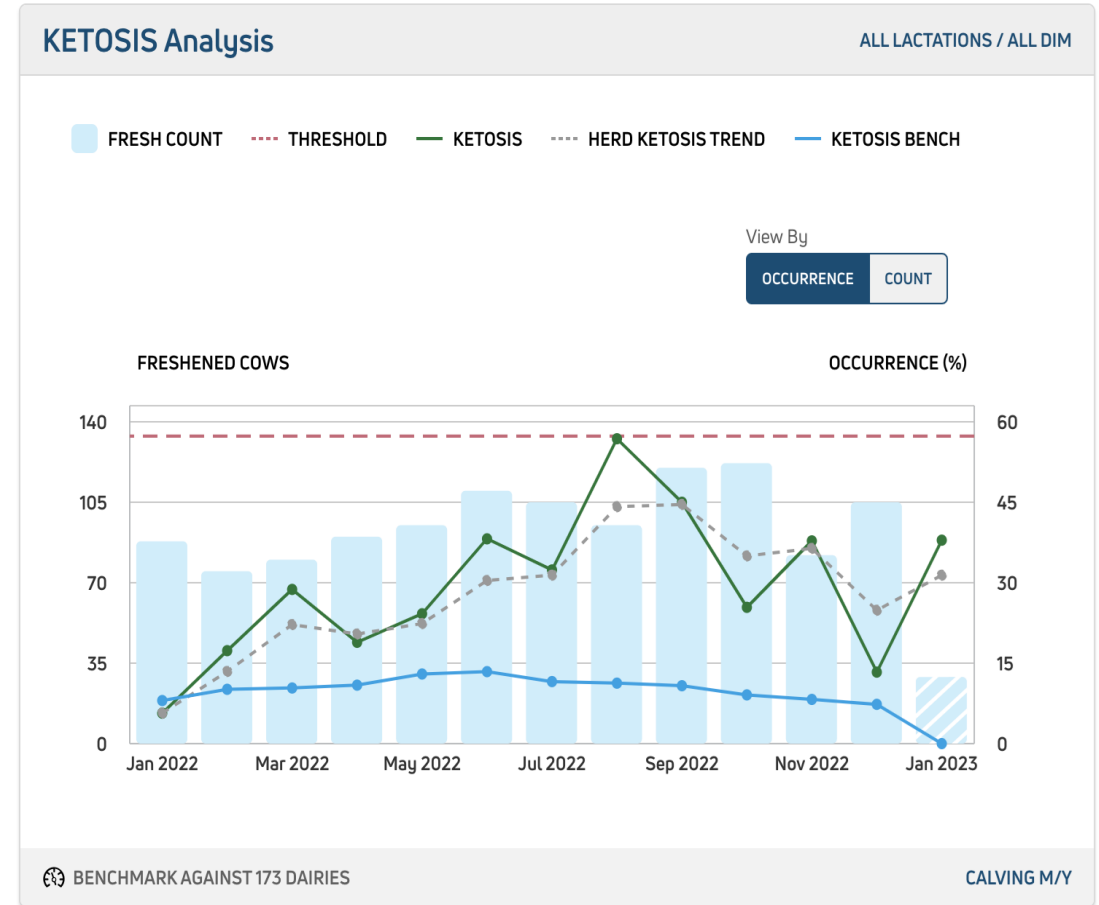 KETOSIS Analysis
ALL LACTATIONS / ALL DIM
FRESH COUNT
THRESHOLD
KETOSIS
HERD KETOSIS TREND
KETOSIS BENCH
View By
OCCURRENCE
COUNT
FRESHENED COWS
OCCURRENCE (%)
140
105
70
35
0
60
45
30
15
0
Jan 2022
Mar 2022
May 2022
Jul 2022
Sep 2022
Nov 2022
Jan 2023
BENCHMARK AGAINST 173 DAIRIES
CALVING M/Y